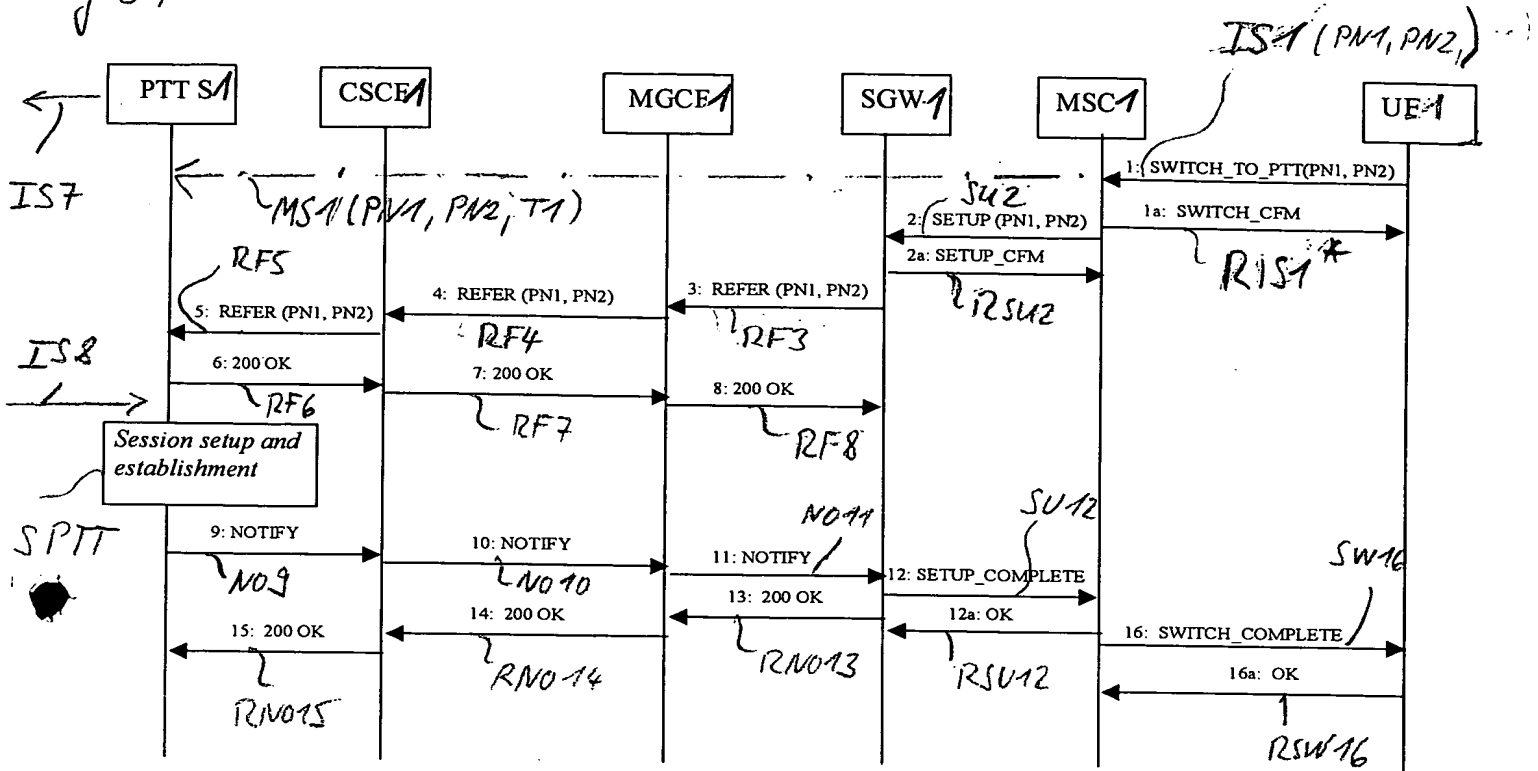 IS1 (PN1, PN2,)
PTT S1
CSCF1
MGCF1
SGW1
MSC1
UE1
IS7
1: SWITCH_TO_PTT(PN1, PN2)
MS1 (PN1, PN2, T1)
SU2
2: SETUP (PN1, PN2)
1a: SWITCH_CFM
RIS1*
2a: SETUP_CFM
RSU2
RF5
5: REFER (PN1, PN2)
4: REFER (PN1, PN2)
RF4
3: REFER (PN1, PN2)
RF3
IS8
6: 200 OK
RF6
7: 200 OK
RF7
8: 200 OK
RF8
Session setup and
establishment
SPTT
9: NOTIFY
NO9
10: NOTIFY
NO10
NO11
11: NOTIFY
SU12
12: SETUP_COMPLETE
SW16
15: 200 OK
RNO15
14: 200 OK
RNO14
13: 200 OK
RNO13
12a: OK
RSU12
16: SWITCH_COMPLETE
16a: OK
RSW16